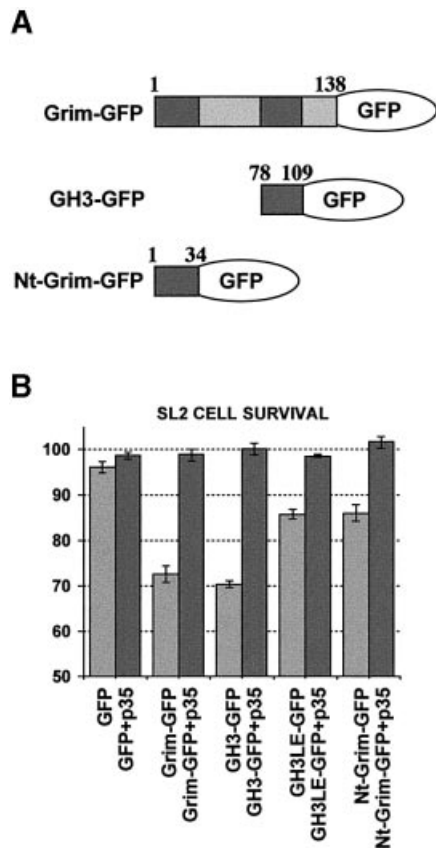 A
1 138
Grim-GFP GFP
78 109
GH3-GFP GFP
1 34
Nt-Grim-GFP GFP
B
SL2 CELL SURVIVAL
100
90
80
70
60
50
GFP
GFP+p35
Grim-GFP
Grim-GFP+p35
GH3-GFP
GH3-GFP+p35
GH3LE-GFP
GH3LE-GFP+p35
Nt-Grim-GFP
Nt-Grim-GFP+p35